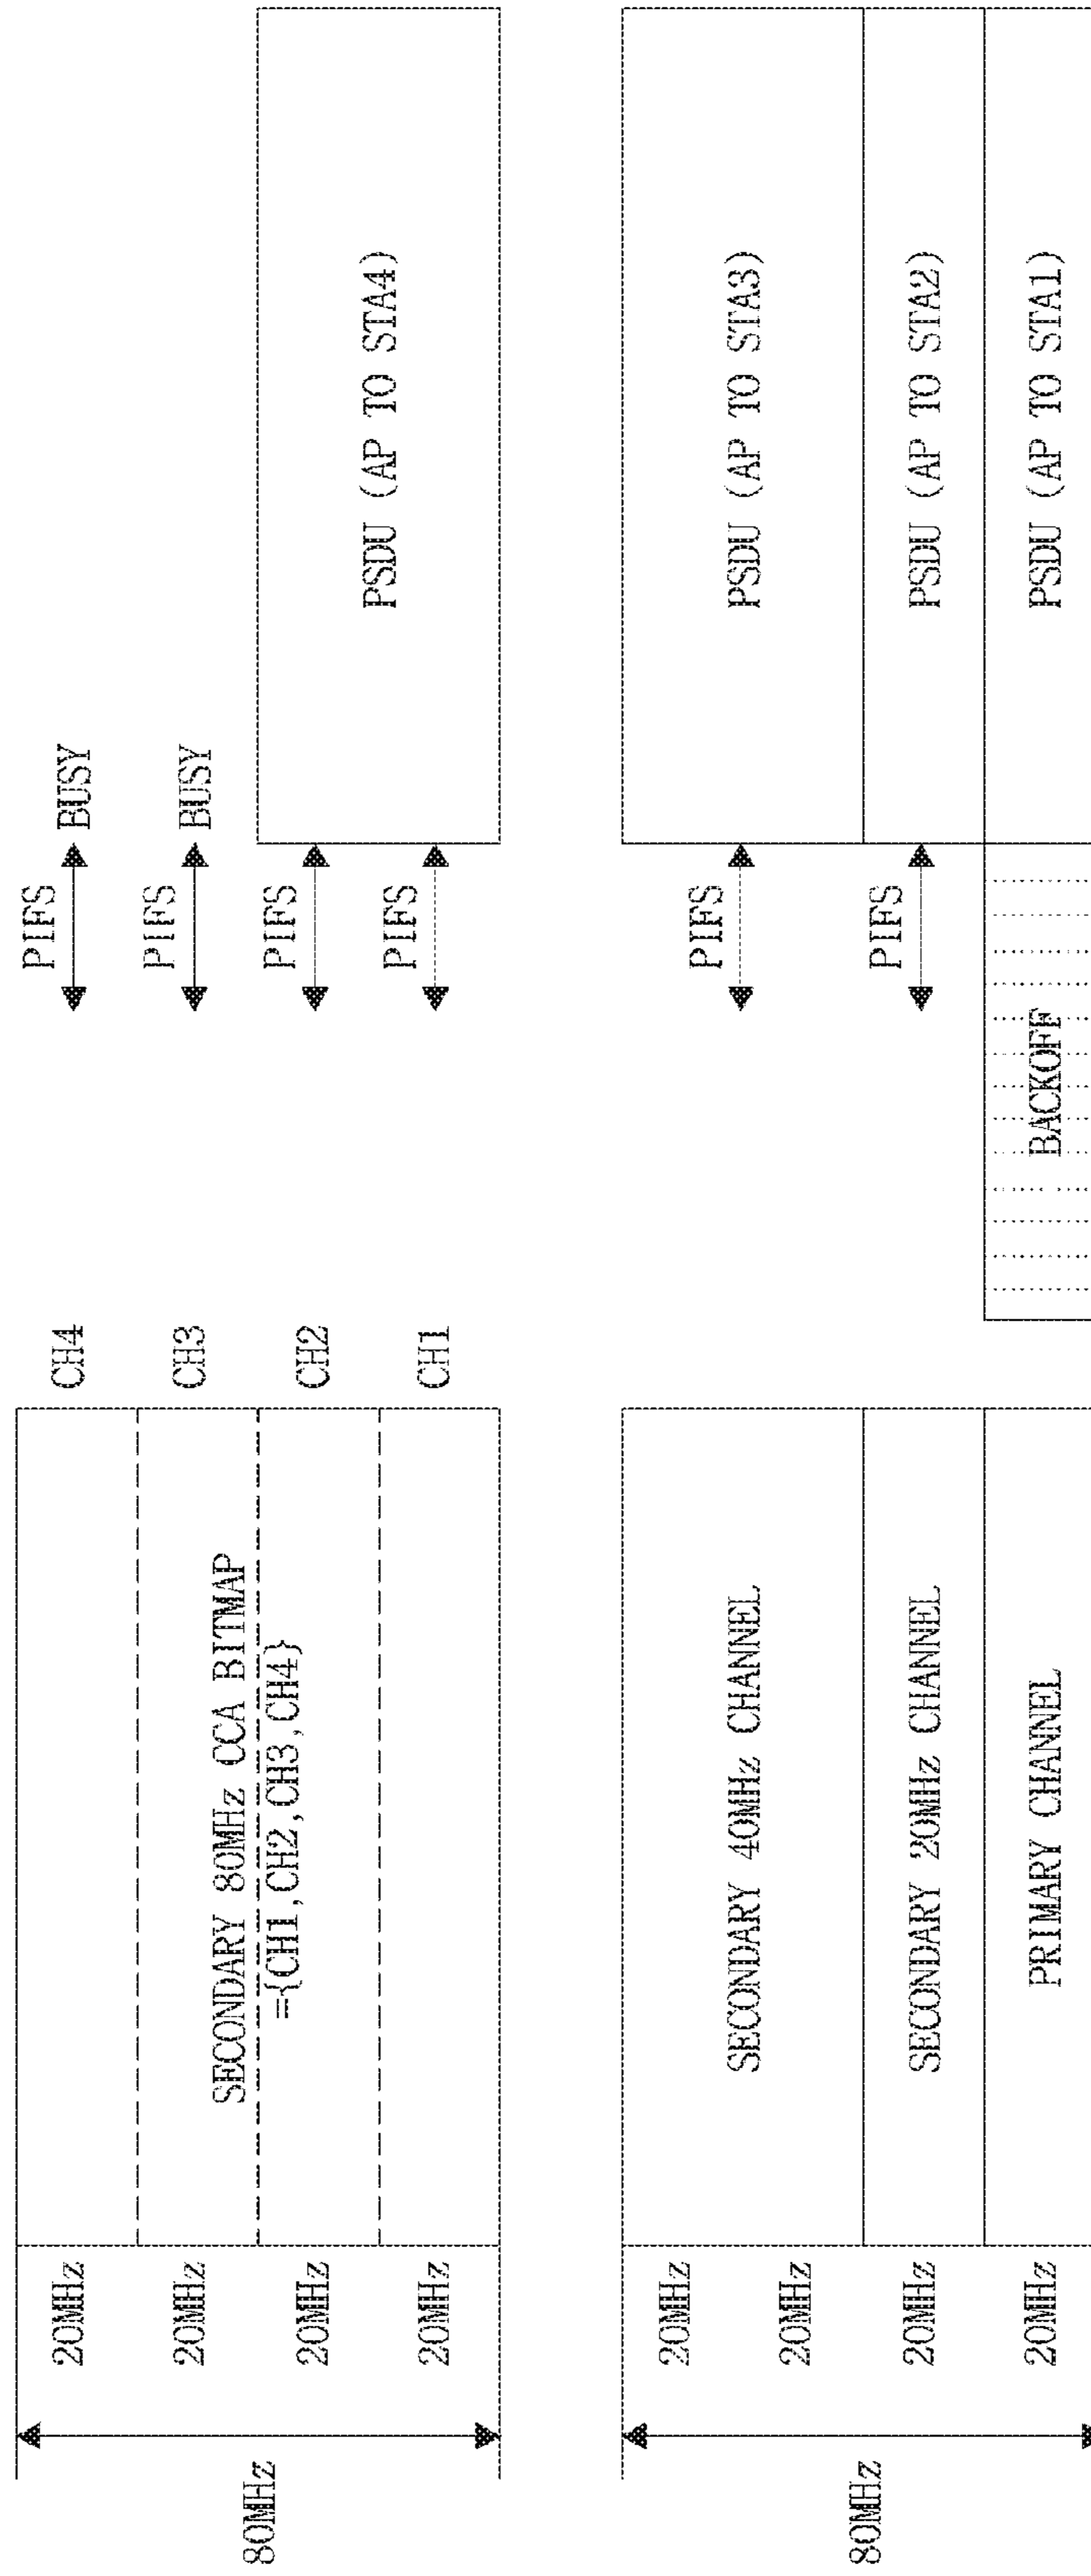 80MHz
20MHz
20MHz
20MHz
20MHz
SECONDARY 80MHz CCA BITMAP
={CH1,CH2,CH3,CH4}
CH4
CH3
CH2
CH1
PIFS
BUSY
PIFS
BUSY
PIFS
PIFS
PSDU (AP TO STA4)
80MHz
20MHz
20MHz
20MHz
20MHz
SECONDARY 40MHz CHANNEL
SECONDARY 20MHz CHANNEL
PRIMARY CHANNEL
PIFS
PIFS
BACKOFF
PSDU (AP TO STA3)
PSDU (AP TO STA2)
PSDU (AP TO STA1)